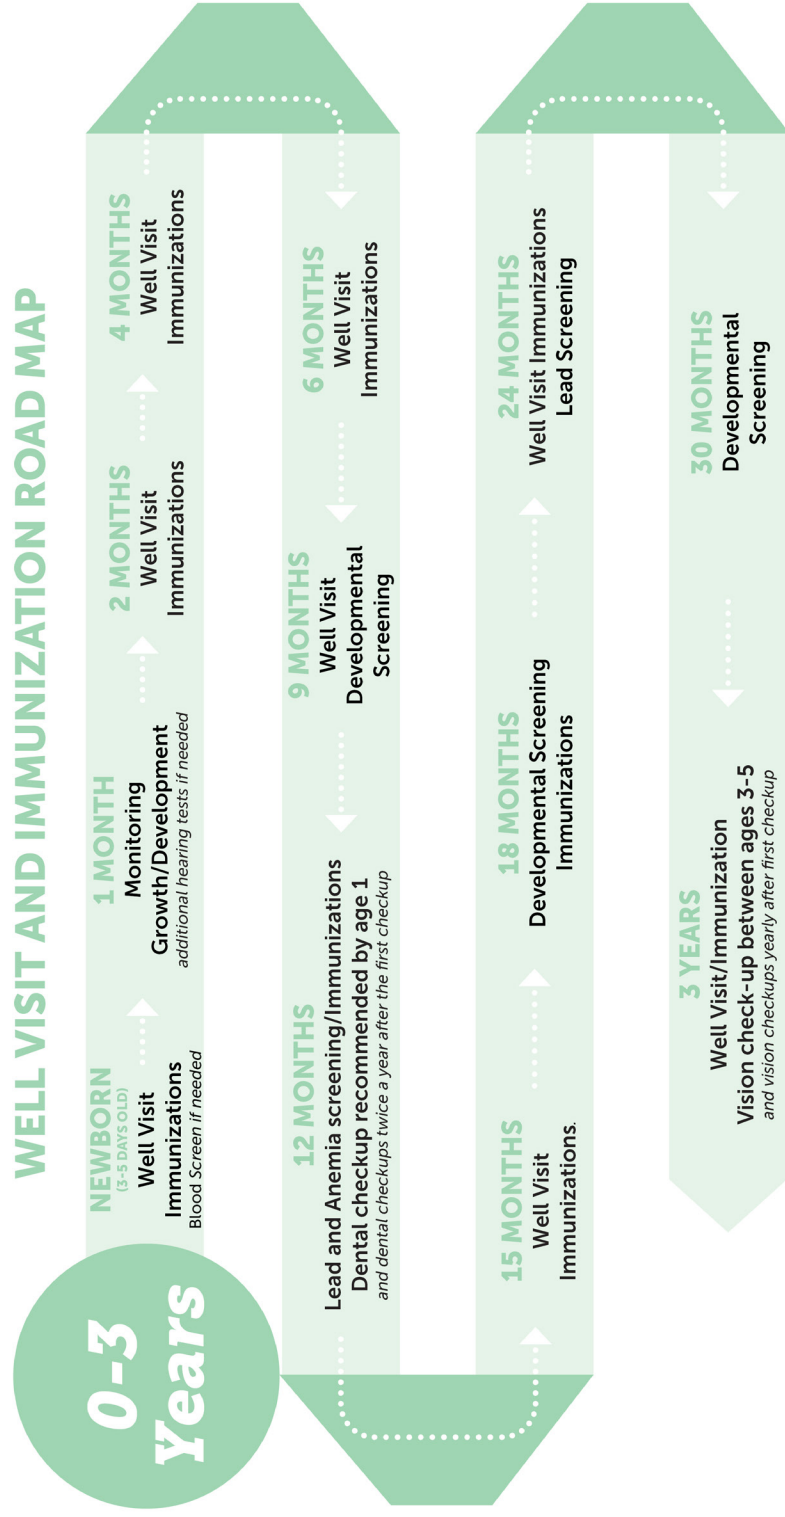 WELL VISIT AND IMMUNIZATION ROAD MAP
0-3
Years
NEWBORN
(3-5 DAYS OLD)
Well Visit
Immunizations
Blood Screen if needed
1 MONTH
Monitoring
Growth/Development
additional hearing tests if needed
2 MONTHS
Well Visit
Immunizations
4 MONTHS
Well Visit
Immunizations
6 MONTHS
Well Visit
Immunizations
9 MONTHS
Well Visit
Developmental
Screening
12 MONTHS
Lead and Anemia screening/Immunizations
Dental checkup recommended by age 1
and dental checkups twice a year after the first checkup
15 MONTHS
Well Visit
Immunizations.
18 MONTHS
Developmental Screening
Immunizations
24 MONTHS
Well Visit Immunizations
Lead Screening
30 MONTHS
Developmental
Screening
3 YEARS
Well Visit/Immunization
Vision check-up between ages 3-5
and vision checkups yearly after first checkup